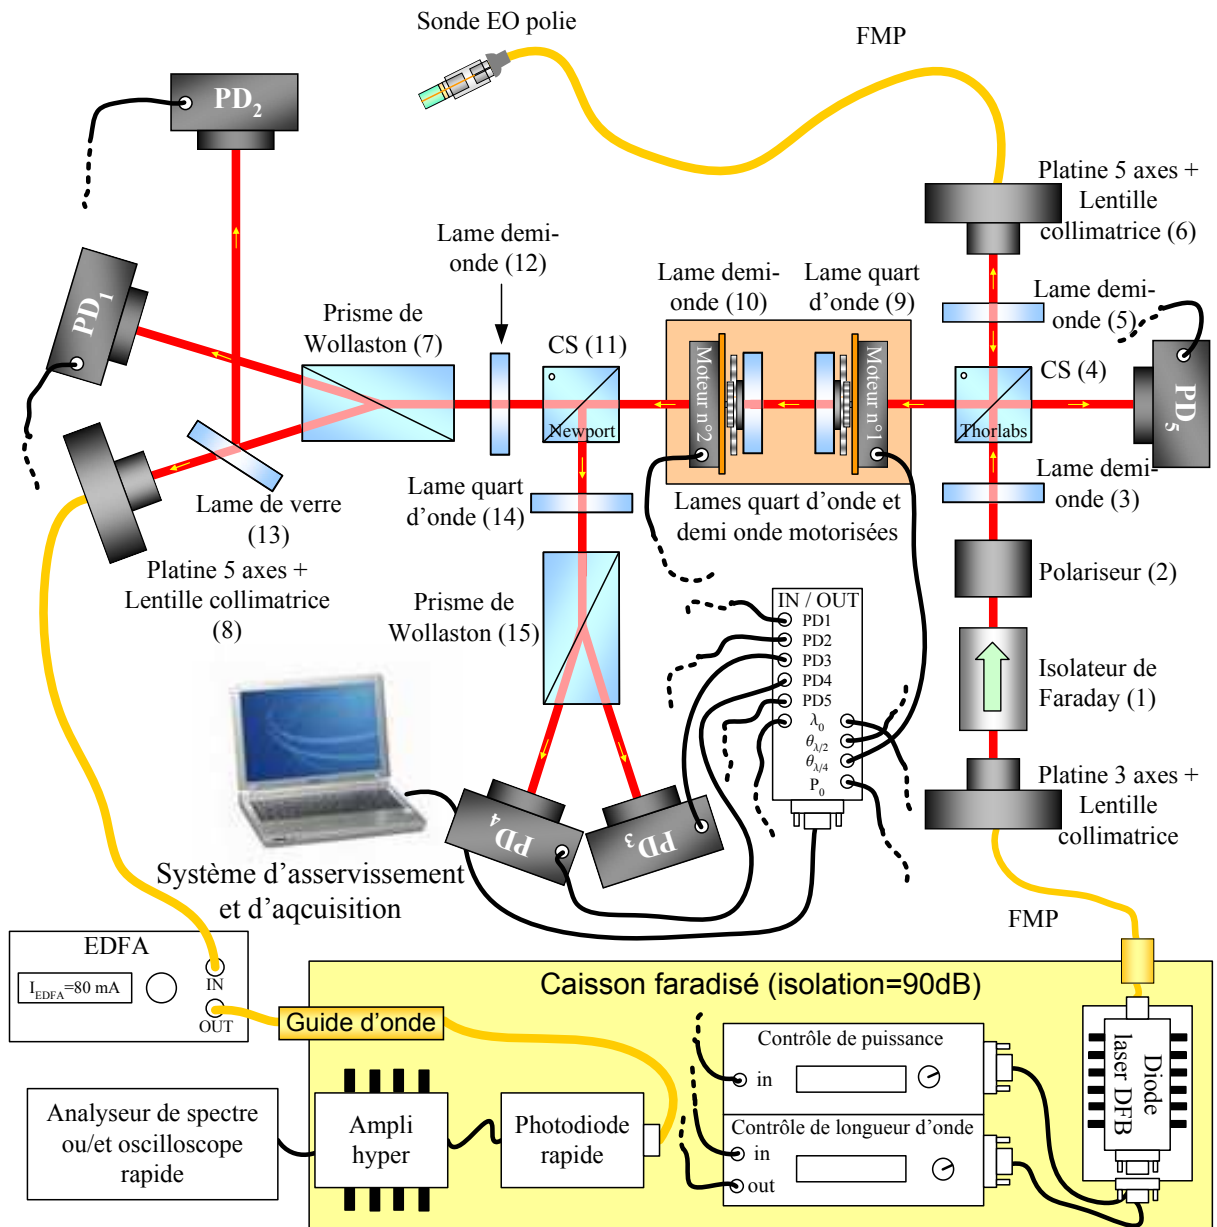 Sonde EO polie
FMP
PD2
Platine 5 axes +
Lentille
collimatrice (6)
Lame demi-
onde (12)
Lame demi-
onde (10)
Lame quart
d’onde (9)
Lame demi-
onde (5)
PD1
Prisme de
Wollaston (7)
CS (11)
Moteur n°2
Moteur n°1
CS (4)
PD5
Newport
Thorlabs
Lame quart
d’onde (14)
Lames quart d’onde et
demi onde motorisées
Lame demi-
onde (3)
Lame de verre
(13)
Platine 5 axes +
Lentille collimatrice
(8)
Polariseur (2)
Prisme de
Wollaston (15)
IN / OUT
PD1
PD2
PD3
PD4
PD5
λ0
θλ/2
θλ/4
P0
Isolateur de
Faraday (1)
Platine 3 axes +
Lentille
collimatrice
PD4
PD3
Système d’asservissement
et d’aqcuisition
FMP
EDFA
IEDFA=80 mA
IN
OUT
Caisson faradisé (isolation=90dB)
Guide d’onde
Contrôle de puissance
in
Contrôle de longueur d’onde
in
out
Diode
laser DFB
Analyseur de spectre
ou/et oscilloscope
rapide
Ampli
hyper
Photodiode
rapide